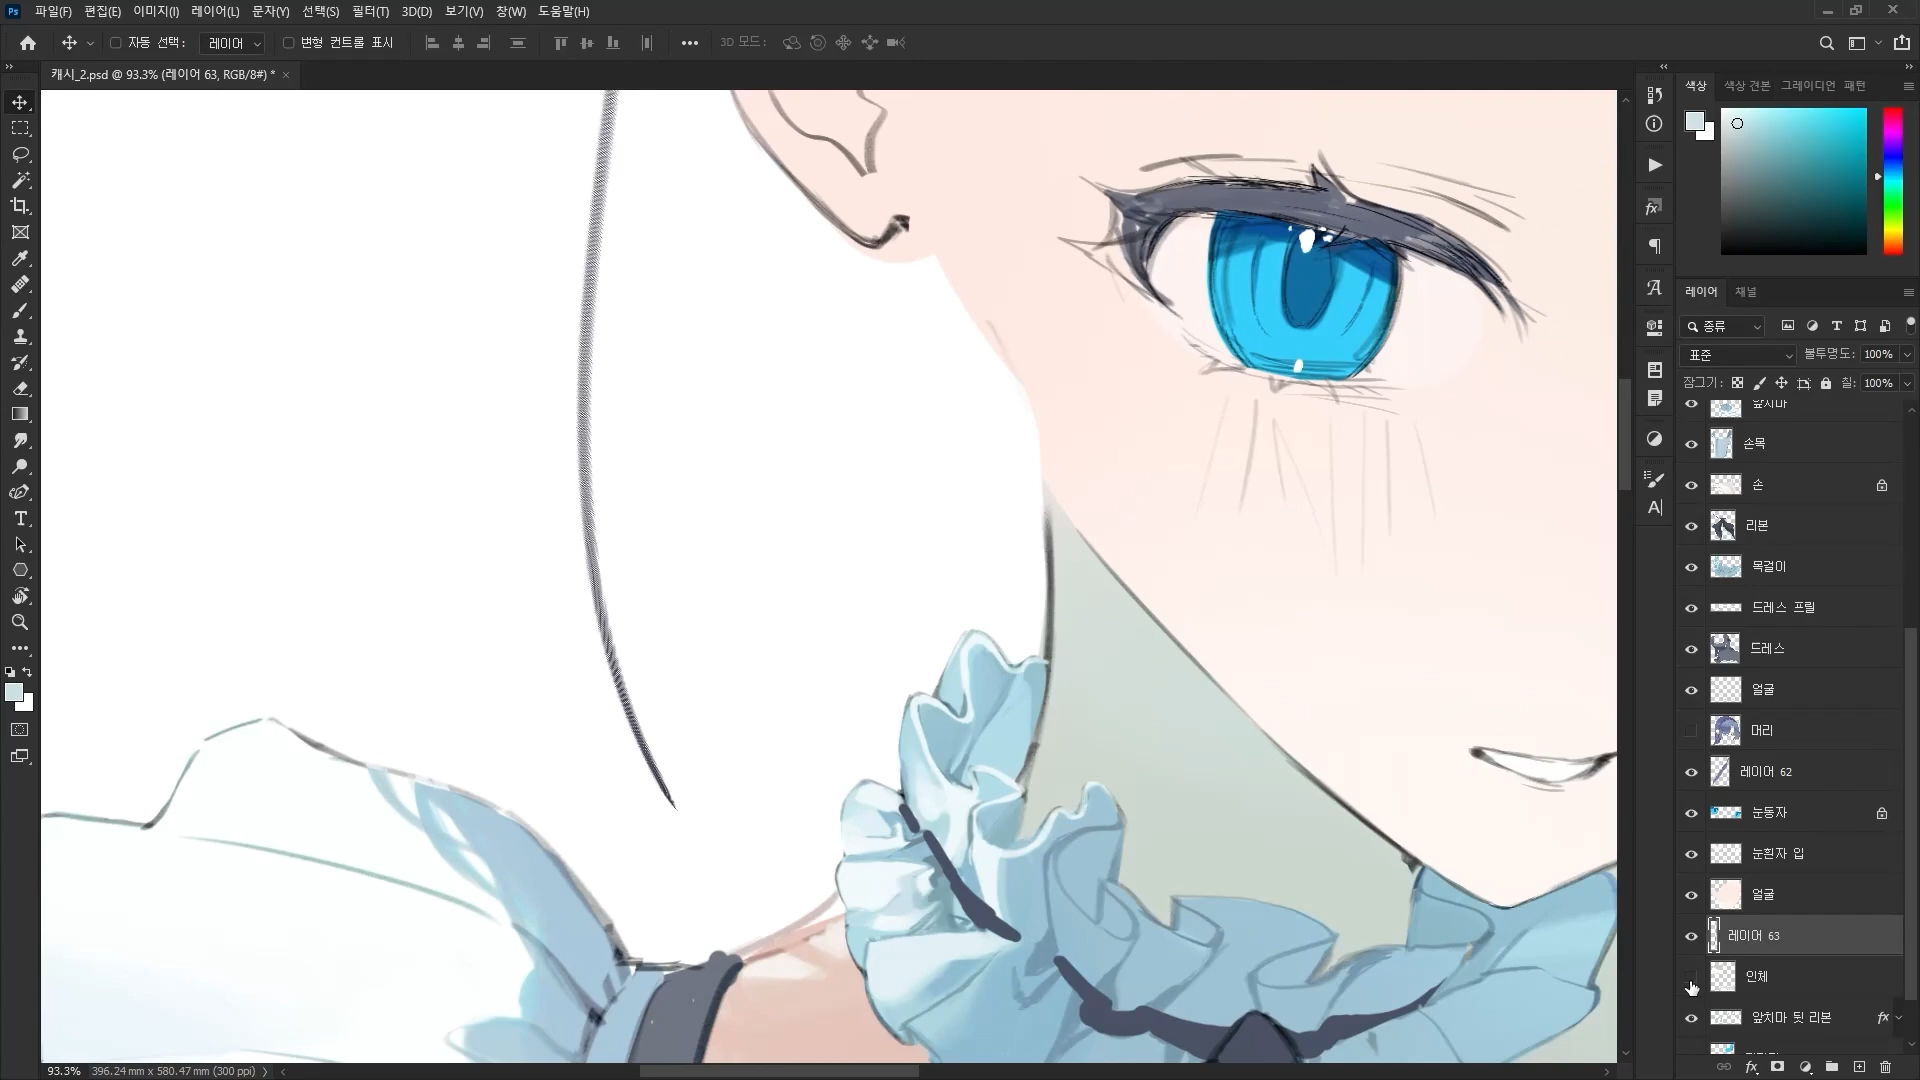 Ps 파일(F) 편집(E) 이미지(I) 레이어(L) 문자(Y) 선택(S) 필터(T) 3D(D) 보기(V) 창(W) 도움말(H)
자동 선택: 레이어 변형 컨트롤 표시 3D 모드:
캐시_2.psd @ 93.3% (레이어 63, RGB/8#) * ×
색상 색상 견본 그레이디언 패턴
레이어 채널
종류
표준 불투명도: 100%
잠그기: 칠: 100%
앞치마
손목
손
리본
목걸이
드레스 프릴
드레스
얼굴
머리
레이어 62
눈동자
눈흰자 입
얼굴
레이어 63
인체
앞치마 뒷 리본 fx
93.3% 396.24 mm x 580.47 mm (300 ppi)